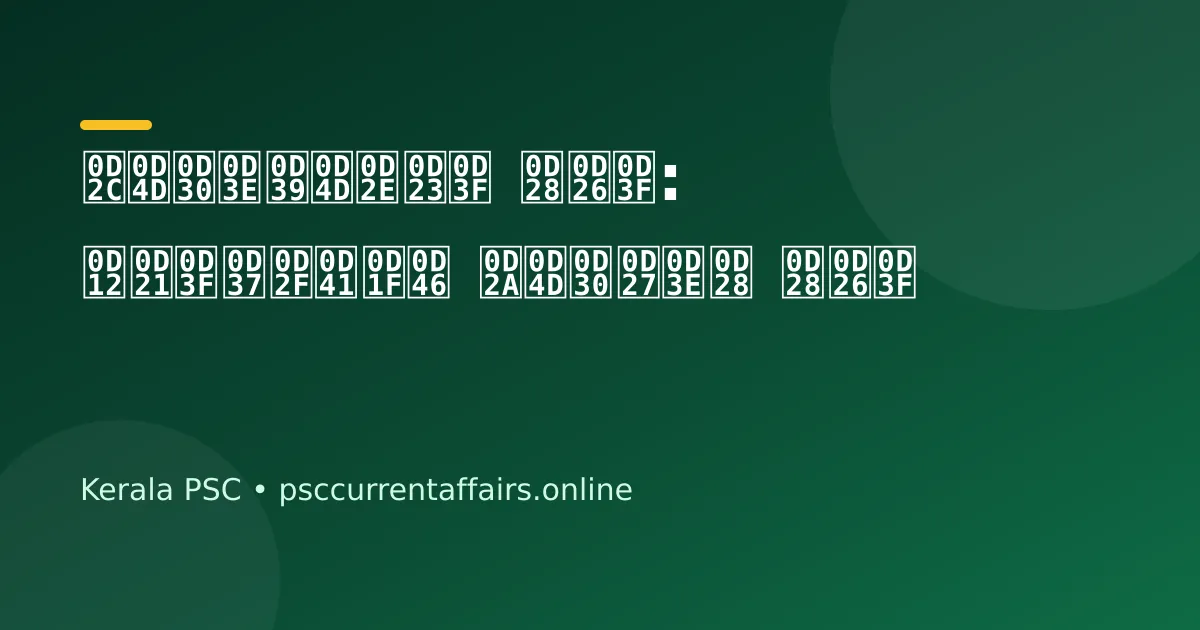 ബ്രാഹ്മണി നദി:
ഒഡിഷയുടെ പ്രധാന നദി
Kerala PSC • psccurrentaffairs.online